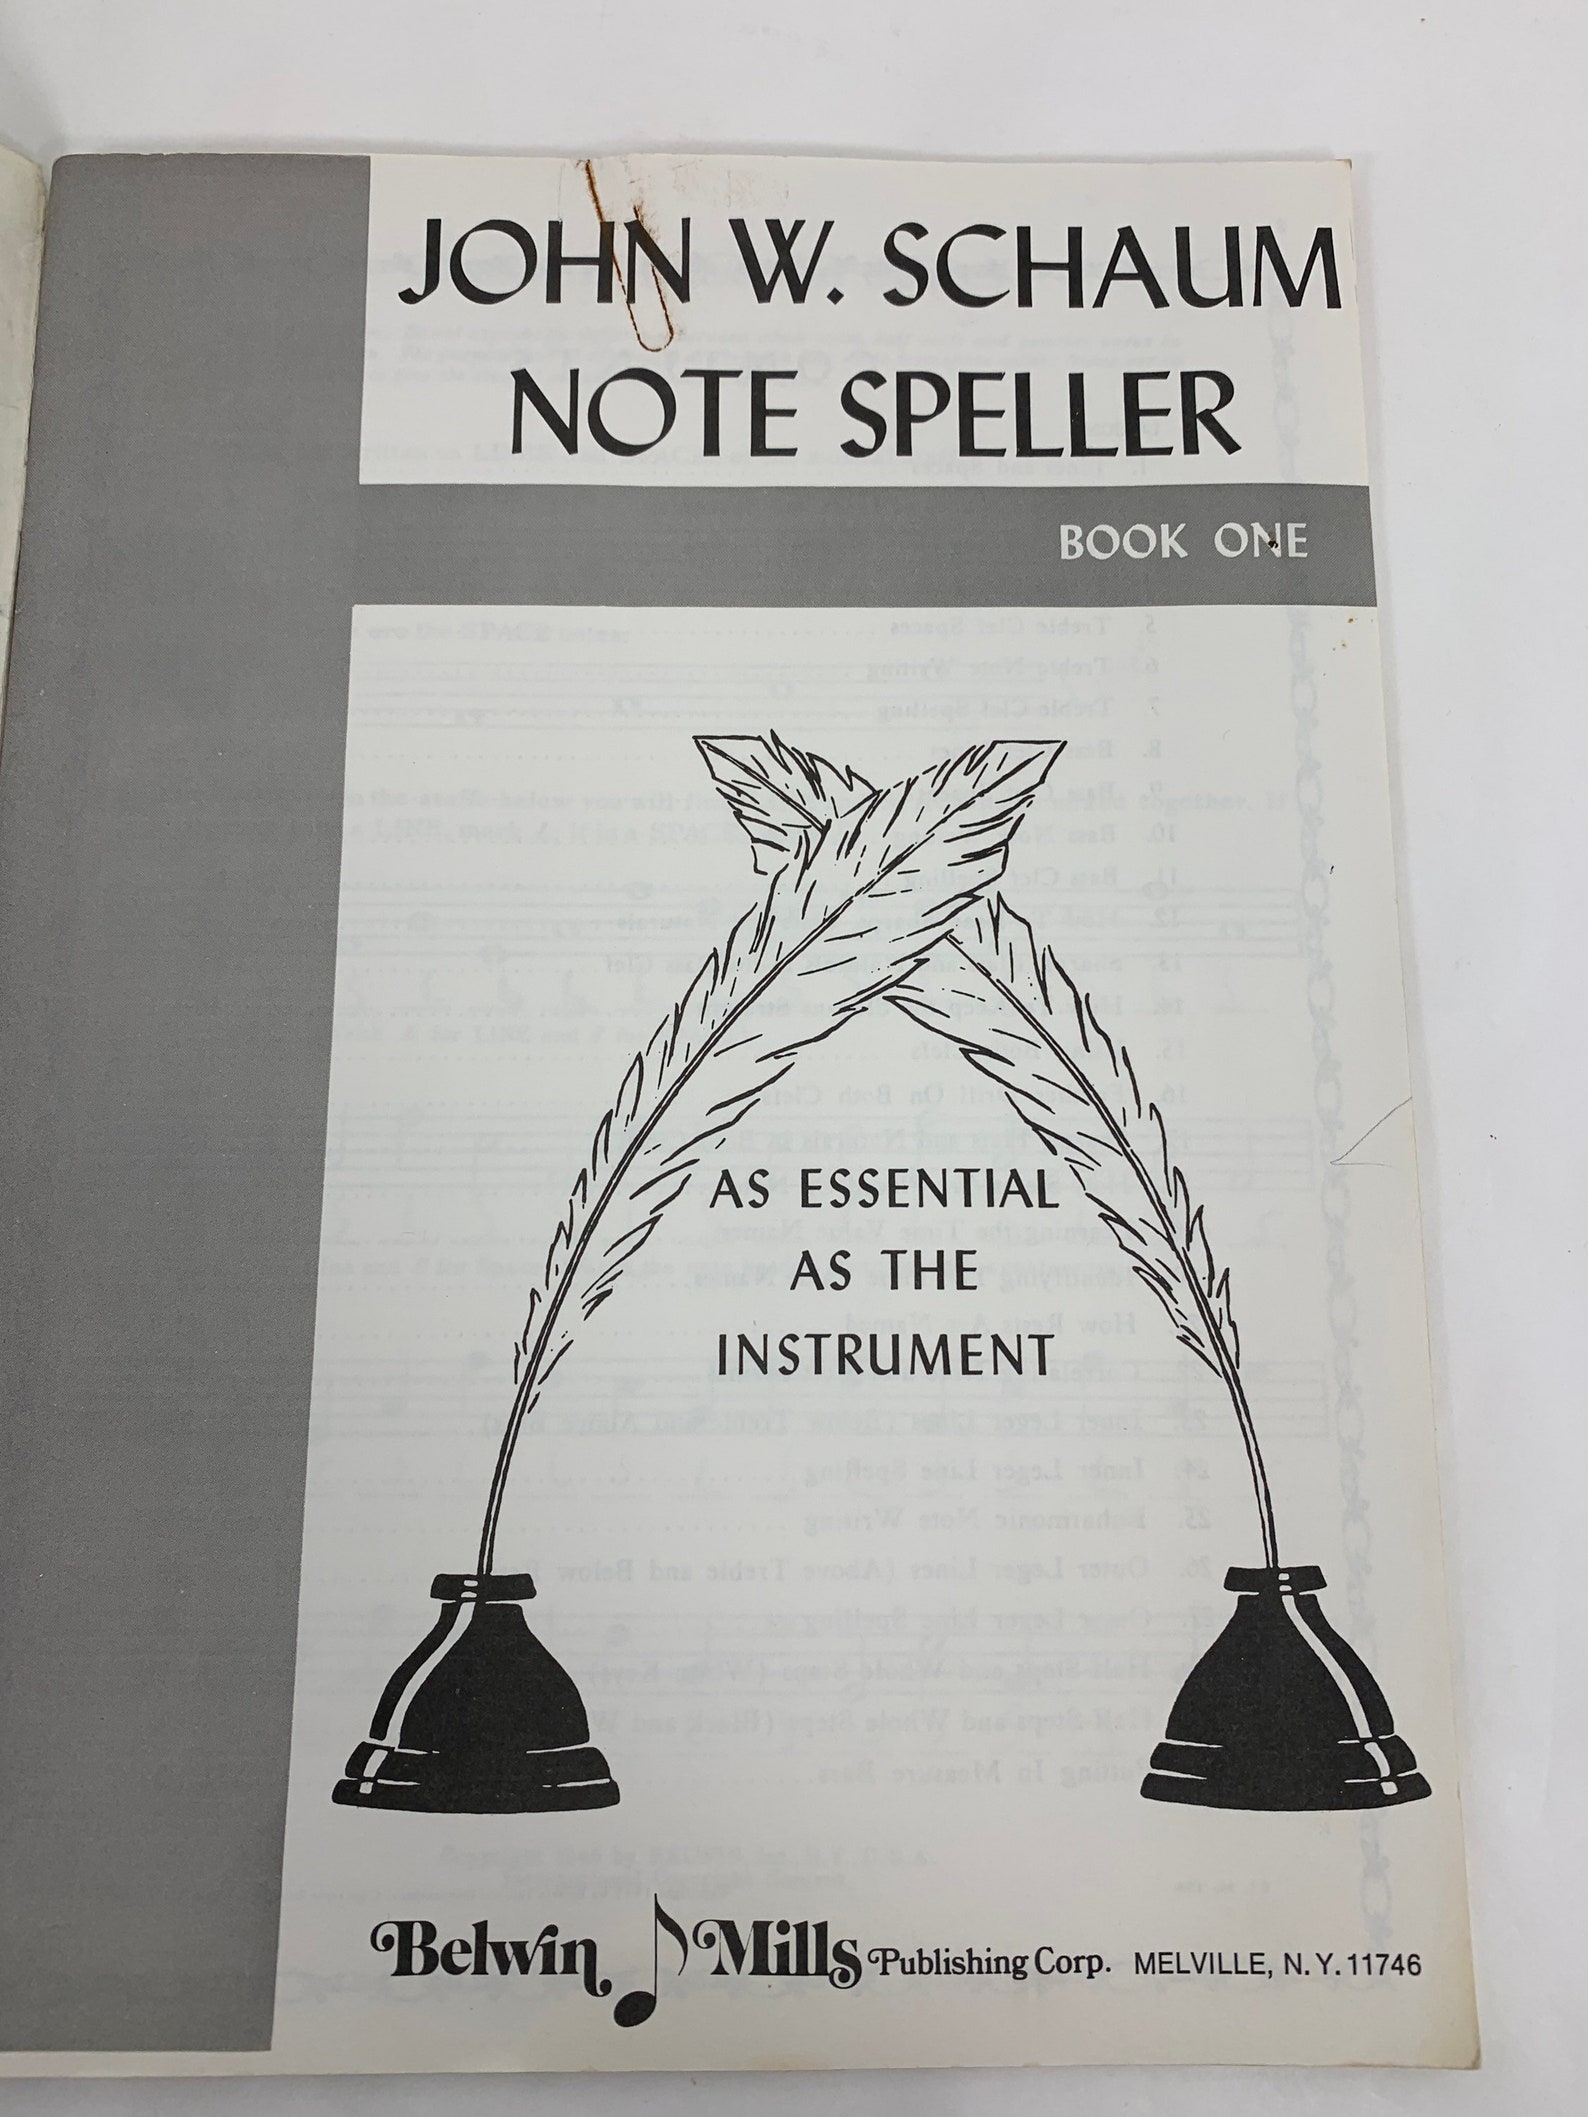 JOHN W. SCHAUM
NOTE SPELLER
BOOK ONE
AS ESSENTIAL
AS THE
INSTRUMENT
Belwin Mills Publishing Corp. MELVILLE, N. Y. 11746